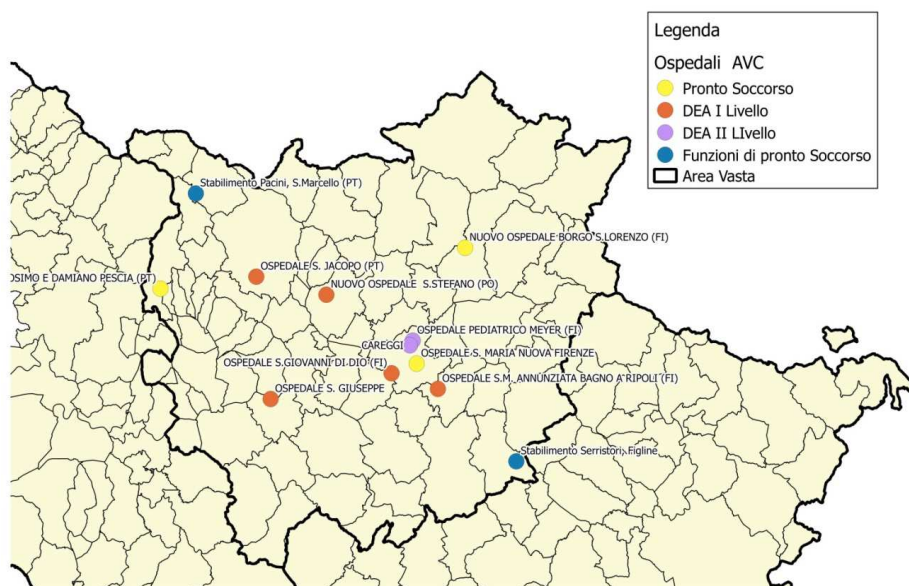 Legenda
Ospedali AVC
Pronto Soccorso
DEA I Livello
DEA II LIvello
Funzioni di pronto Soccorso
Area Vasta
Stabilimento Pacini, S.Marcello (PT)
NUOVO OSPEDALE BORGO S.LORENZO (FI)
OSPEDALE S. JACOPO (PT)
OSIMO E DAMIANO PESCIA (PT)
NUOVO OSPEDALE S.STEFANO (PO)
OSPEDALE PEDIATRICO MEYER (FI)
CAREGGI
OSPEDALE S. MARIA NUOVA FIRENZE
OSPEDALE S.GIOVANNI DI DIO (FI)
OSPEDALE S.M. ANNUNZIATA BAGNO A RIPOLI (FI)
OSPEDALE S. GIUSEPPE
Stabilimento Serristori, Figline